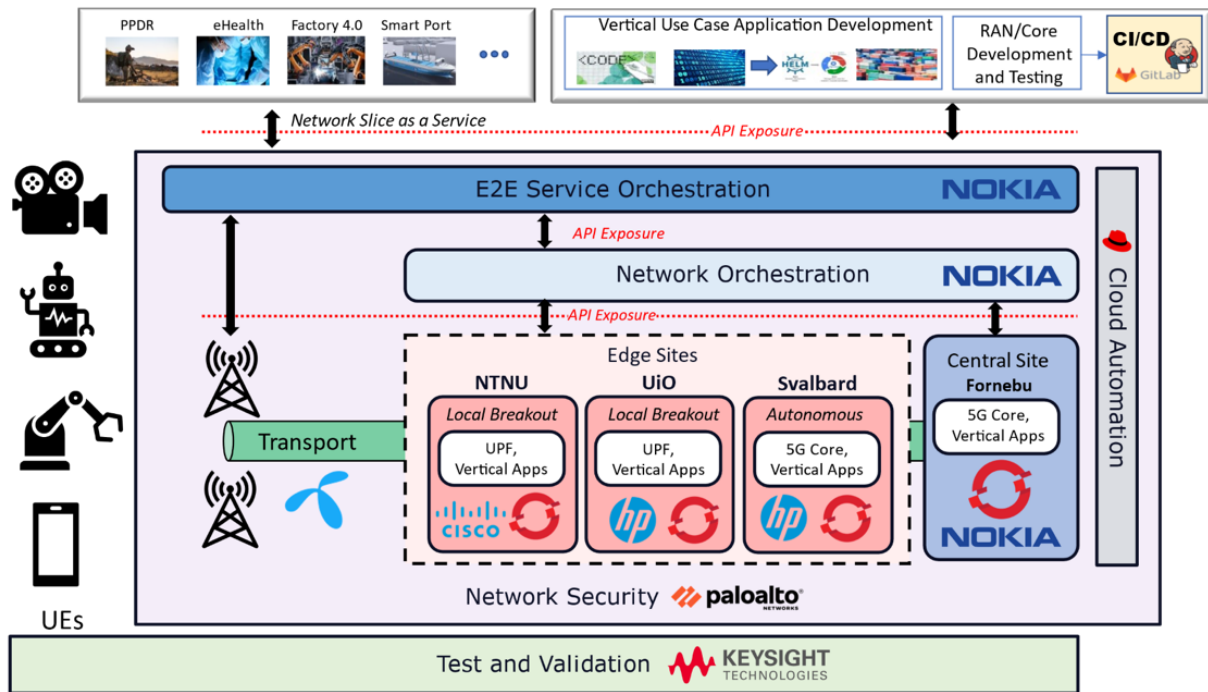 PPDR
eHealth
Factory 4.0
Smart Port
Vertical Use Case Application Development
<CODE>
HELM
RAN/Core
Development
and Testing
CI/CD
GitLab
Network Slice as a Service
API Exposure
E2E Service Orchestration
NOKIA
API Exposure
Network Orchestration
NOKIA
API Exposure
Cloud Automation
Edge Sites
NTNU
Local Breakout
UPF,
Vertical Apps
CISCO
UiO
Local Breakout
UPF,
Vertical Apps
hp
Svalbard
Autonomous
5G Core,
Vertical Apps
hp
Central Site
Fornebu
5G Core,
Vertical Apps
NOKIA
Transport
UEs
Network Security
paloalto®
NETWORKS
Test and Validation
KEYSIGHT
TECHNOLOGIES